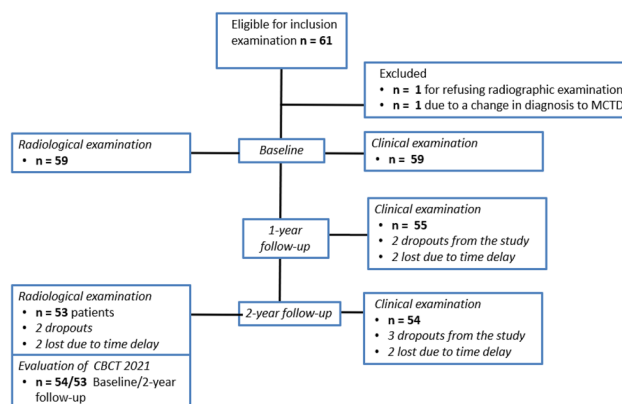 Eligible for inclusion
examination n = 61
Excluded
• n = 1 for refusing radiographic examination
• n = 1 due to a change in diagnosis to MCTD
Radiological examination
• n = 59
Baseline
Clinical examination
• n = 59
1-year
follow-up
Clinical examination
• n = 55
• 2 dropouts from the study
• 2 lost due to time delay
Radiological examination
• n = 53 patients
• 2 dropouts
• 2 lost due to time delay
2-year follow-up
Clinical examination
• n = 54
• 3 dropouts from the study
• 2 lost due to time delay
Evaluation of CBCT 2021
• n = 54/53 Baseline/2-year
follow-up